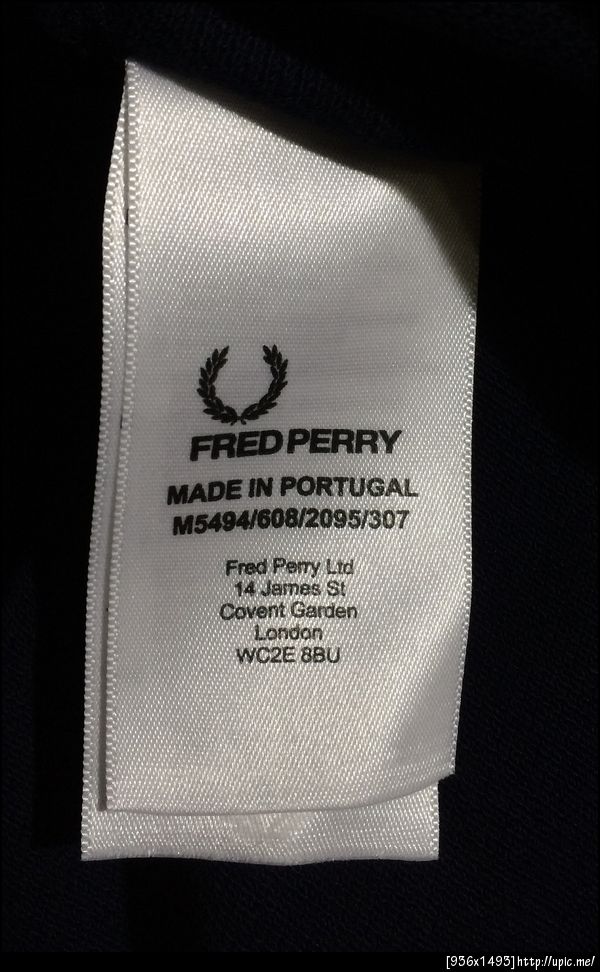 FRED PERRY
MADE IN PORTUGAL
M5494/608/2095/307
Fred Perry Ltd
14 James St
Covent Garden
London
WC2E 8BU
[936x1493]http://upic.me/